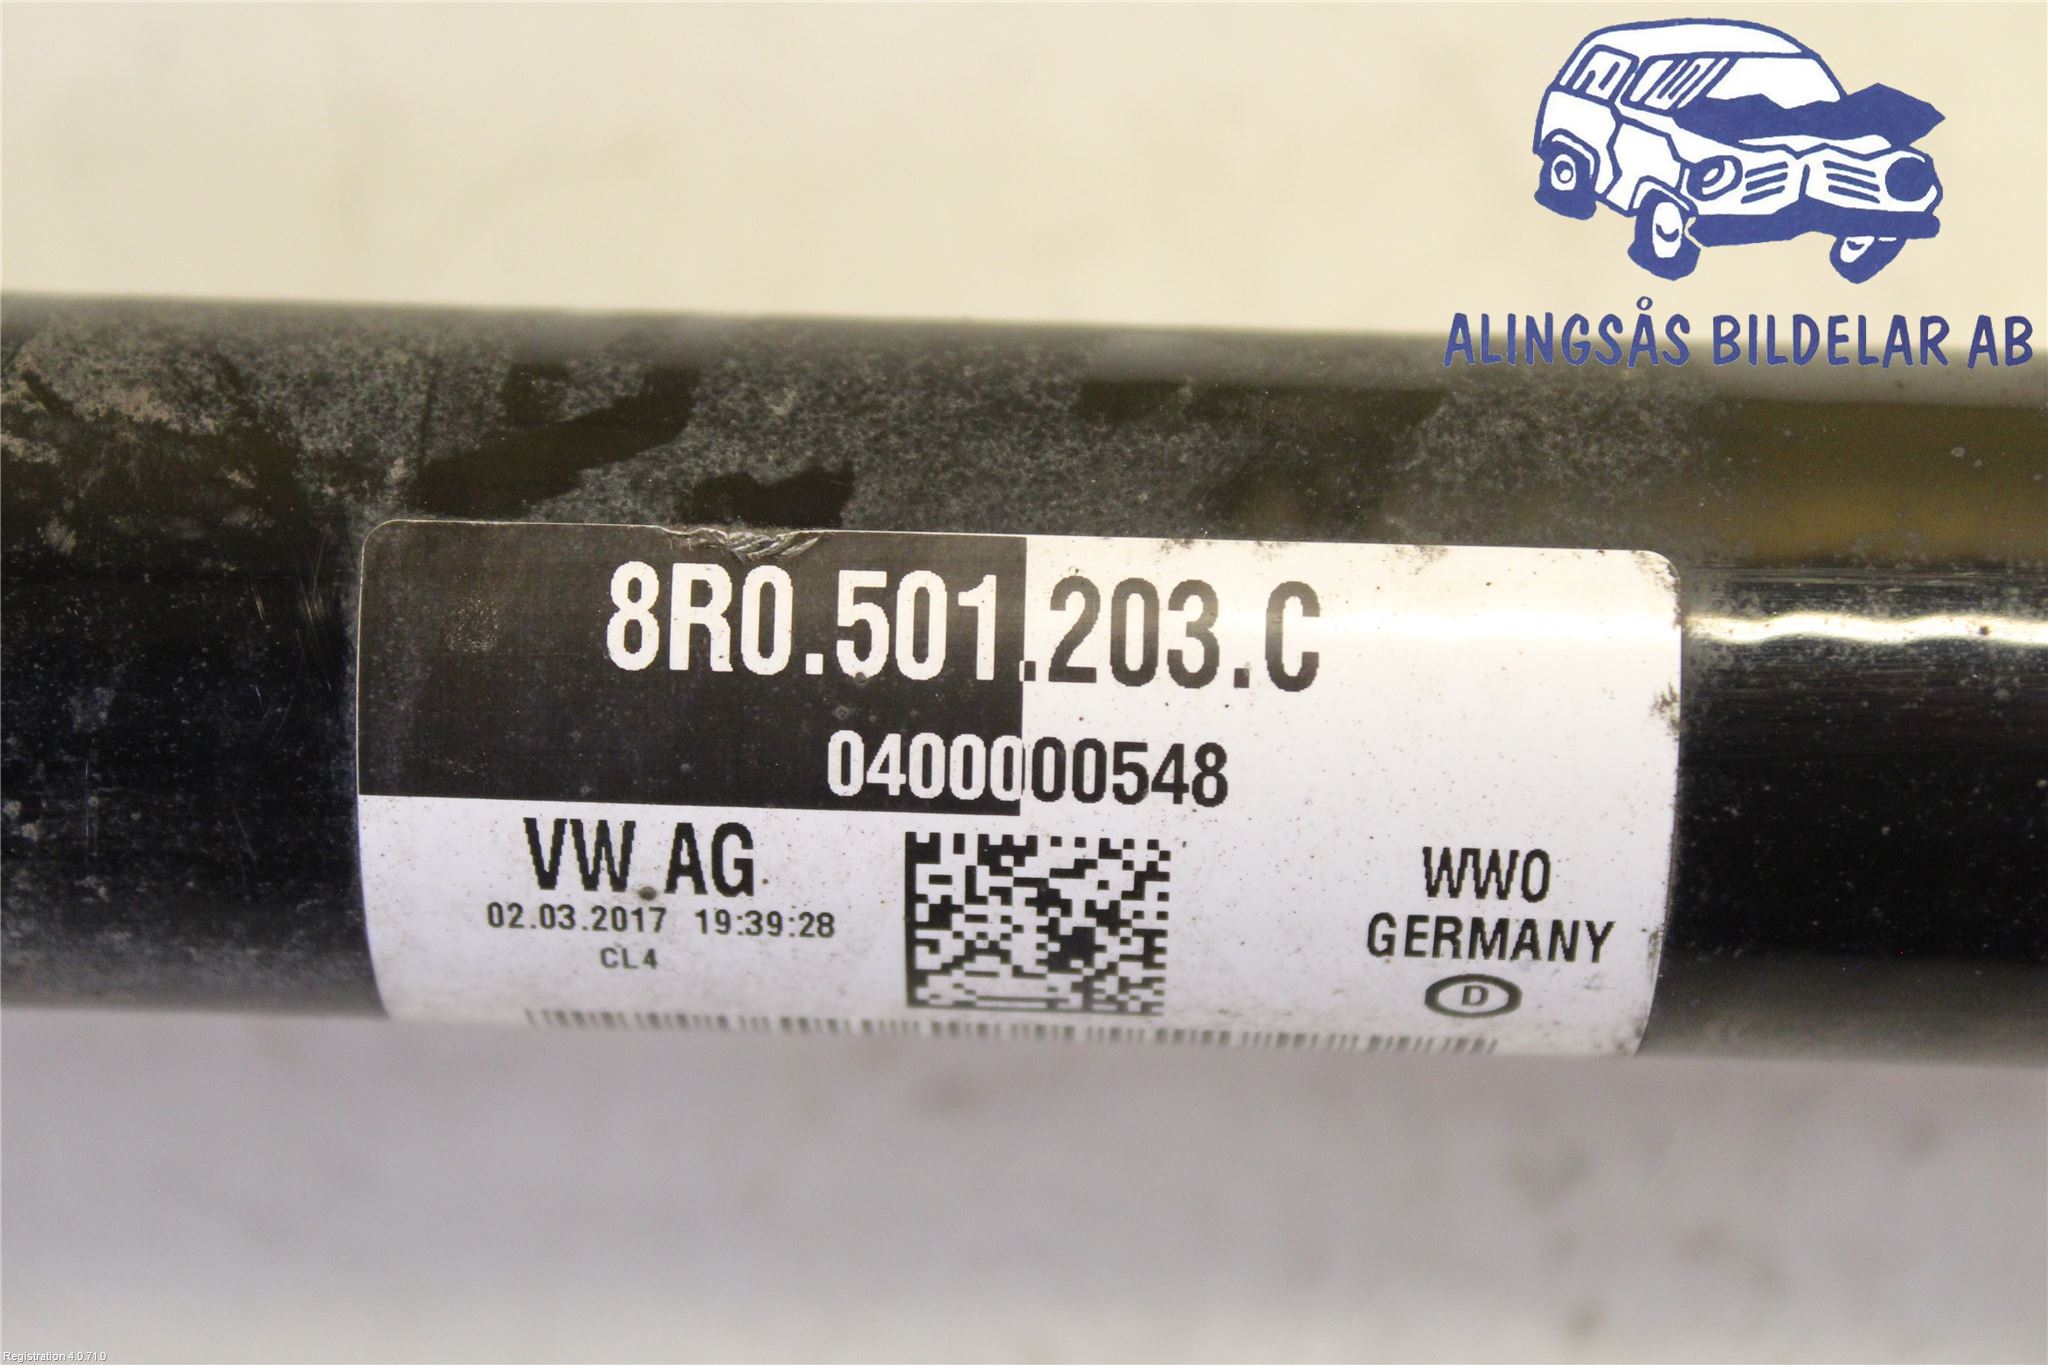 ALINGSÅS BILDELAR AB
8R0.501.203.C
0400000548
VW AG
02.03.2017 19:39:28
CL4
WWO
GERMANY
D
Registration 4.0.71.0